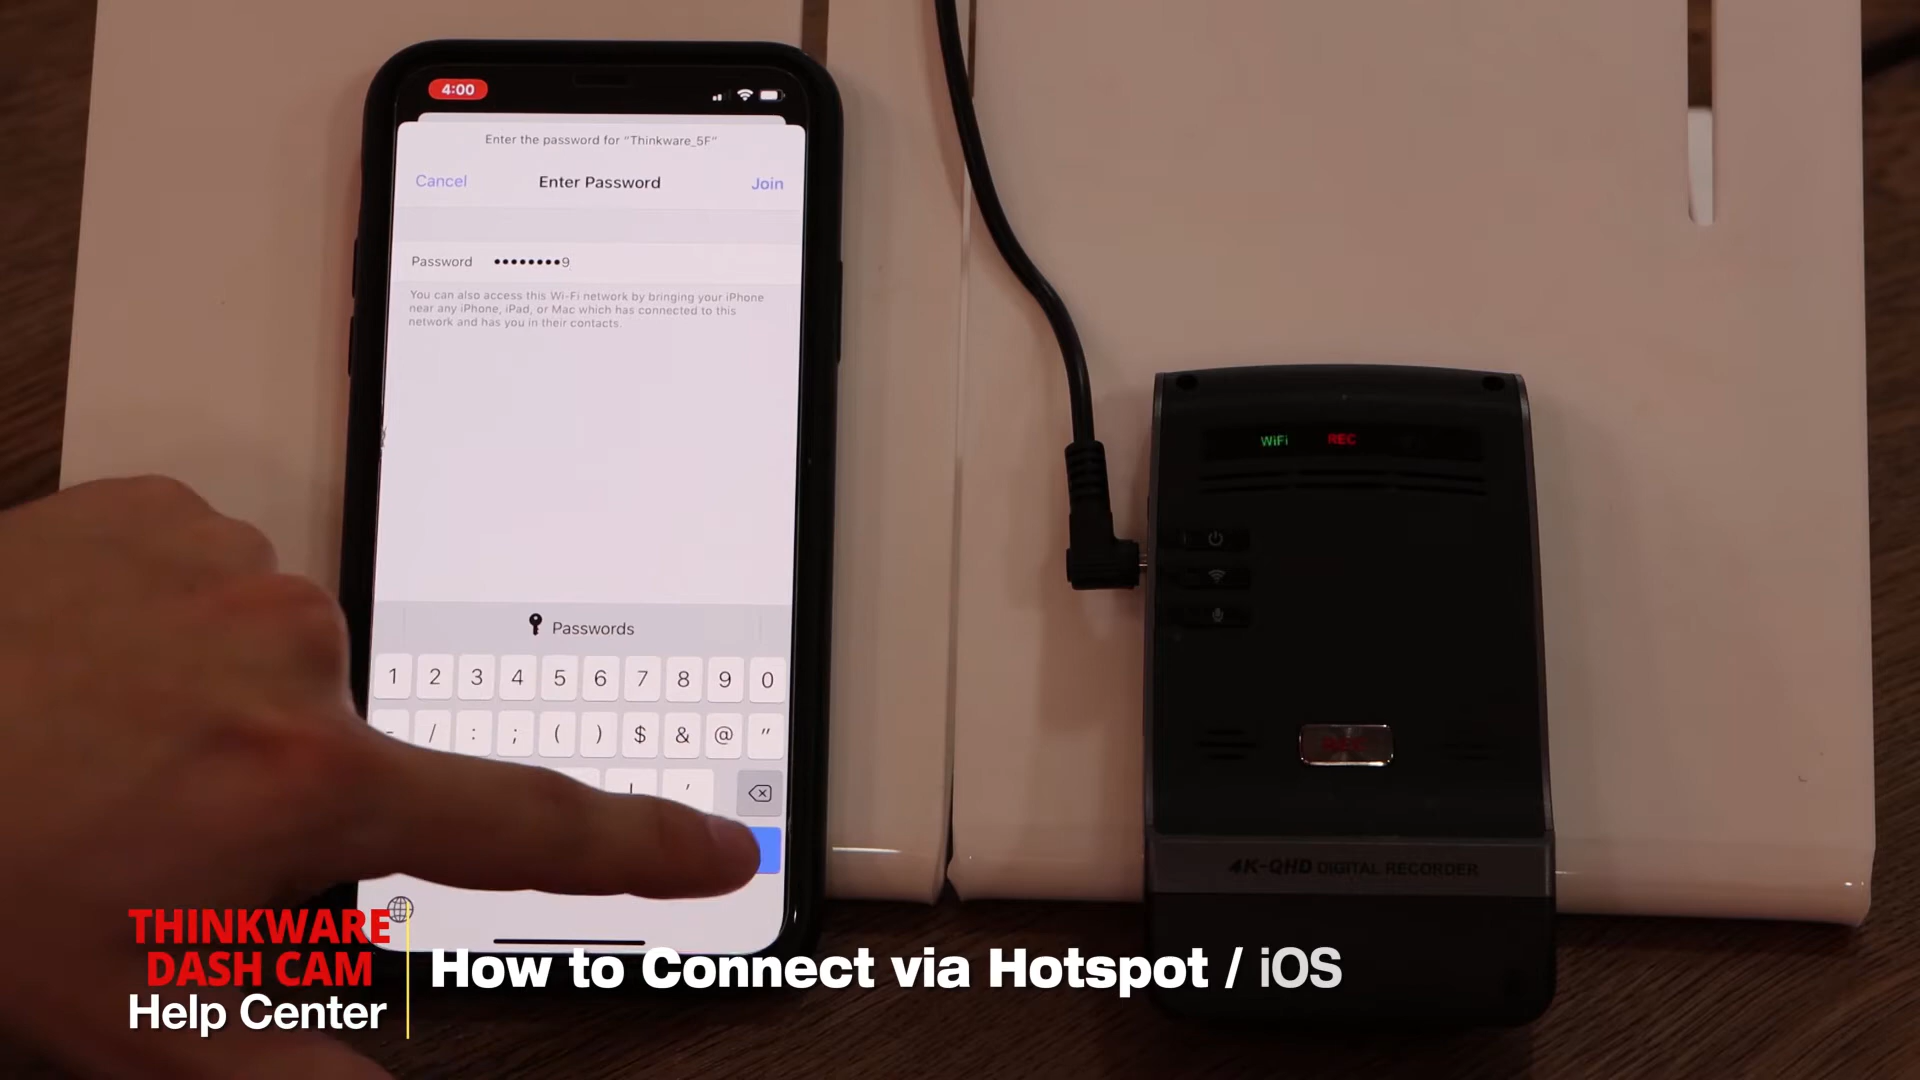 4:00
Enter the password for "Thinkware_5F"
Cancel
Enter Password
Join
Password ••••••••9
You can also access this Wi-Fi network by bringing your iPhone
near any iPhone, iPad, or Mac which has connected to this
network and has you in their contacts.
Passwords
1 2 3 4 5 6 7 8 9 0
- / : ; ( ) $ & @ "
! '
WiFi REC
REC
4K-QHD DIGITAL RECORDER
THINKWARE
DASH CAM
Help Center
How to Connect via Hotspot / iOS